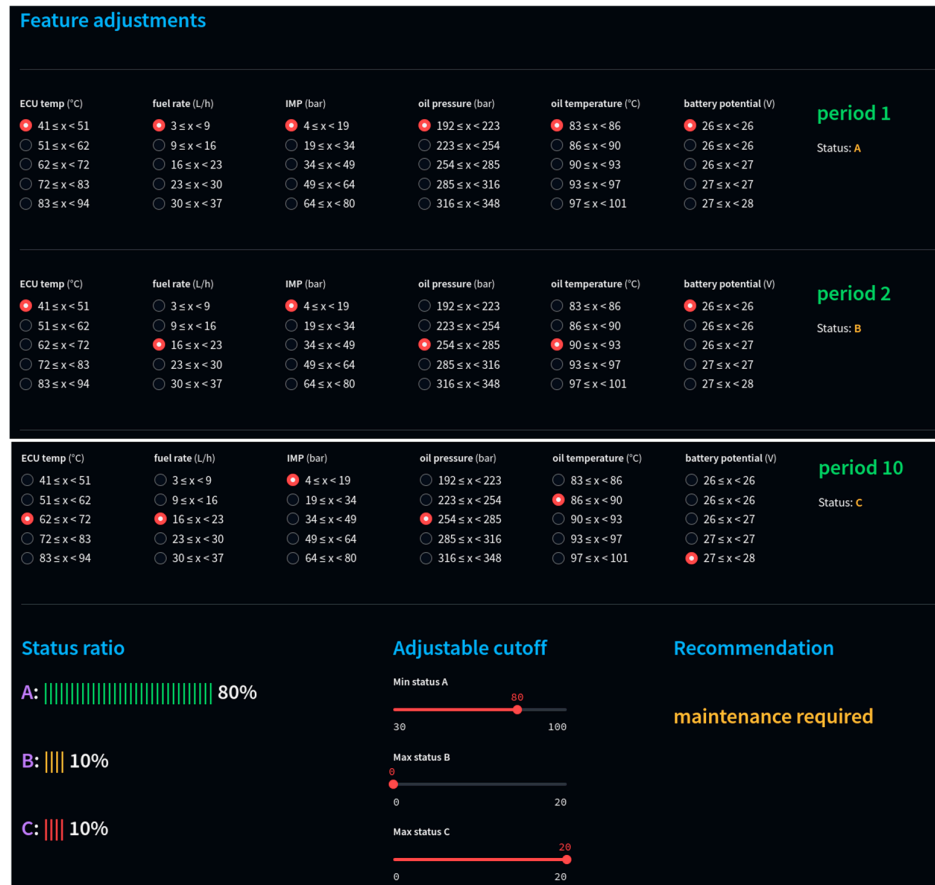 Feature adjustments
ECU temp (°C) fuel rate (L/h) IMP (bar) oil pressure (bar) oil temperature (°C) battery potential (V) period 1
41 ≤ x < 51 3 ≤ x < 9 4 ≤ x < 19 192 ≤ x < 223 83 ≤ x < 86 26 ≤ x < 26
51 ≤ x < 62 9 ≤ x < 16 19 ≤ x < 34 223 ≤ x < 254 86 ≤ x < 90 26 ≤ x < 26 Status: A
62 ≤ x < 72 16 ≤ x < 23 34 ≤ x < 49 254 ≤ x < 285 90 ≤ x < 93 26 ≤ x < 27
72 ≤ x < 83 23 ≤ x < 30 49 ≤ x < 64 285 ≤ x < 316 93 ≤ x < 97 27 ≤ x < 27
83 ≤ x < 94 30 ≤ x < 37 64 ≤ x < 80 316 ≤ x < 348 97 ≤ x < 101 27 ≤ x < 28
ECU temp (°C) fuel rate (L/h) IMP (bar) oil pressure (bar) oil temperature (°C) battery potential (V) period 2
41 ≤ x < 51 3 ≤ x < 9 4 ≤ x < 19 192 ≤ x < 223 83 ≤ x < 86 26 ≤ x < 26
51 ≤ x < 62 9 ≤ x < 16 19 ≤ x < 34 223 ≤ x < 254 86 ≤ x < 90 26 ≤ x < 26 Status: B
62 ≤ x < 72 16 ≤ x < 23 34 ≤ x < 49 254 ≤ x < 285 90 ≤ x < 93 26 ≤ x < 27
72 ≤ x < 83 23 ≤ x < 30 49 ≤ x < 64 285 ≤ x < 316 93 ≤ x < 97 27 ≤ x < 27
83 ≤ x < 94 30 ≤ x < 37 64 ≤ x < 80 316 ≤ x < 348 97 ≤ x < 101 27 ≤ x < 28
ECU temp (°C) fuel rate (L/h) IMP (bar) oil pressure (bar) oil temperature (°C) battery potential (V) period 10
41 ≤ x < 51 3 ≤ x < 9 4 ≤ x < 19 192 ≤ x < 223 83 ≤ x < 86 26 ≤ x < 26
51 ≤ x < 62 9 ≤ x < 16 19 ≤ x < 34 223 ≤ x < 254 86 ≤ x < 90 26 ≤ x < 26 Status: C
62 ≤ x < 72 16 ≤ x < 23 34 ≤ x < 49 254 ≤ x < 285 90 ≤ x < 93 26 ≤ x < 27
72 ≤ x < 83 23 ≤ x < 30 49 ≤ x < 64 285 ≤ x < 316 93 ≤ x < 97 27 ≤ x < 27
83 ≤ x < 94 30 ≤ x < 37 64 ≤ x < 80 316 ≤ x < 348 97 ≤ x < 101 27 ≤ x < 28
Status ratio
A: 80%
B: 10%
C: 10%
Adjustable cutoff
Min status A
80
30 100
Max status B
0
0 20
Max status C
20
0 20
Recommendation
maintenance required